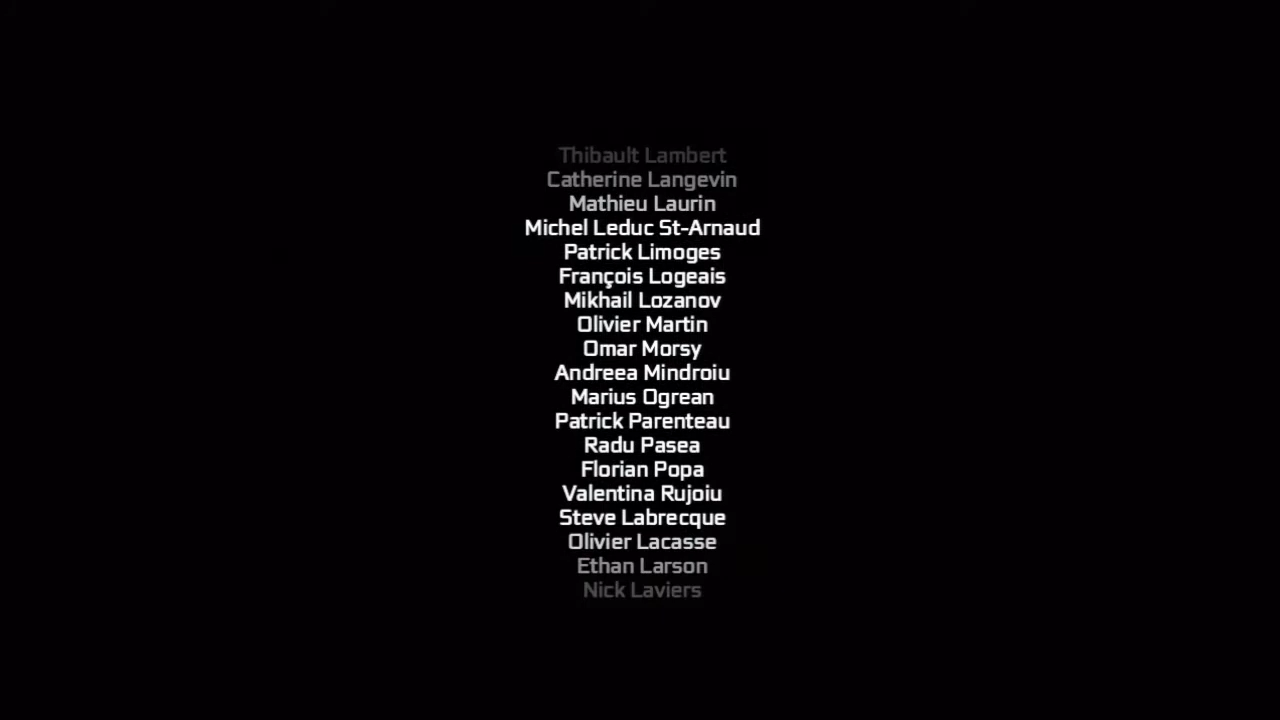 Thibault Lambert
Catherine Langevin
Mathieu Laurin
Michel Leduc St-Arnaud
Patrick Limoges
François Logeais
Mikhail Lozanov
Olivier Martin
Omar Morsy
Andreea Mindroiu
Marius Ogrean
Patrick Parenteau
Radu Pasea
Florian Popa
Valentina Rujoiu
Steve Labrecque
Olivier Lacasse
Ethan Larson
Nick Laviers